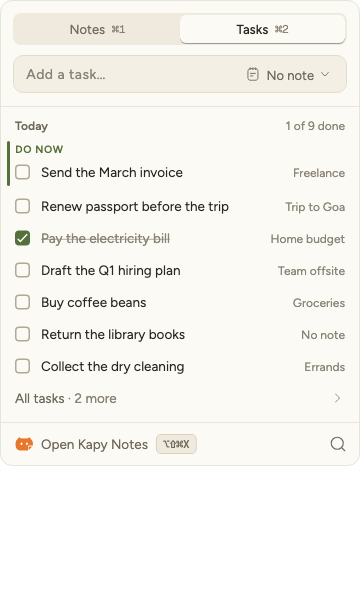 Notes ⌘1 Tasks ⌘2
Add a task... No note
Today 1 of 9 done
DO NOW
Send the March invoice Freelance
Renew passport before the trip Trip to Goa
Pay the electricity bill Home budget
Draft the Q1 hiring plan Team offsite
Buy coffee beans Groceries
Return the library books No note
Collect the dry cleaning Errands
All tasks · 2 more
Open Kapy Notes ⌥⇧⌘X